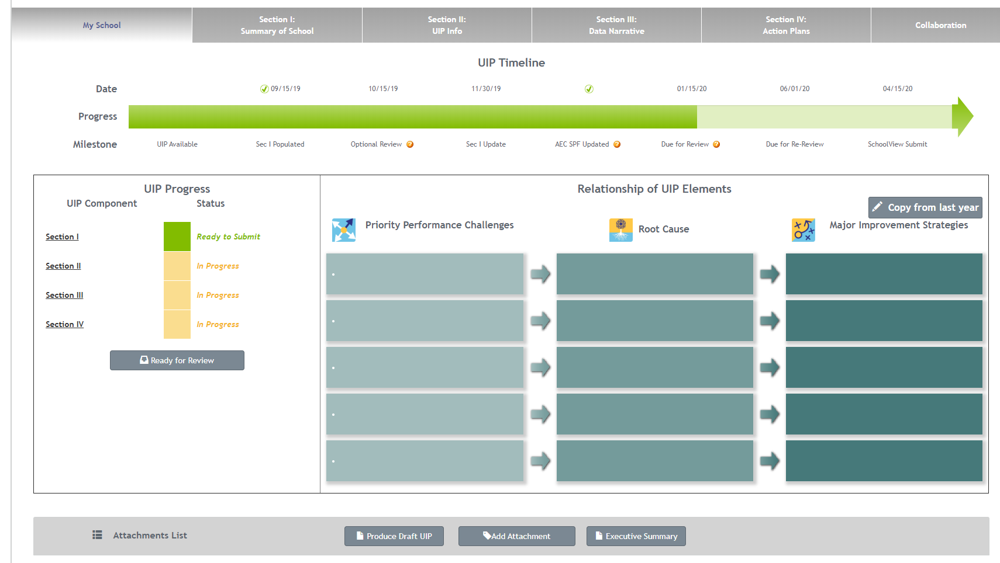 My School
Section I:
Summary of School
Section II:
UIP Info
Section III:
Data Narrative
Section IV:
Action Plans
Collaboration
UIP Timeline
Date 09/15/19 10/15/19 11/30/19 01/15/20 06/01/20 04/15/20
Progress
Milestone UIP Available Sec I Populated Optional Review ? Sec I Update AEC SPF Updated ? Due for Review ? Due for Re-Review SchoolView Submit
UIP Progress
UIP Component Status
Section I Ready to Submit
Section II In Progress
Section III In Progress
Section IV In Progress
Ready for Review
Relationship of UIP Elements
Copy from last year
Priority Performance Challenges
Root Cause
Major Improvement Strategies
Attachments List
Produce Draft UIP
Add Attachment
Executive Summary